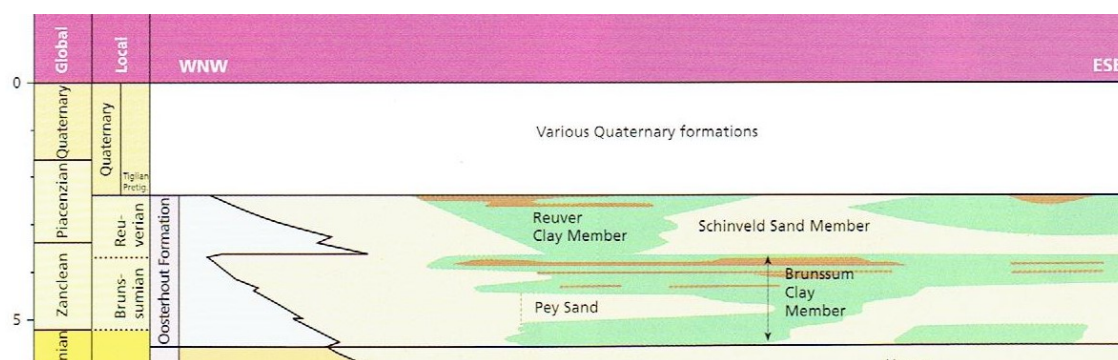 Global
Local
WNW
ESE
0
Quaternary
Quaternary
Tiglian
Pretig.
Various Quaternary formations
Piacenzian
Reu-
verian
Oosterhout Formation
Reuver
Clay Member
Schinveld Sand Member
Zanclean
Bruns-
sumian
Brunssum
Clay
Member
Pey Sand
5
nian